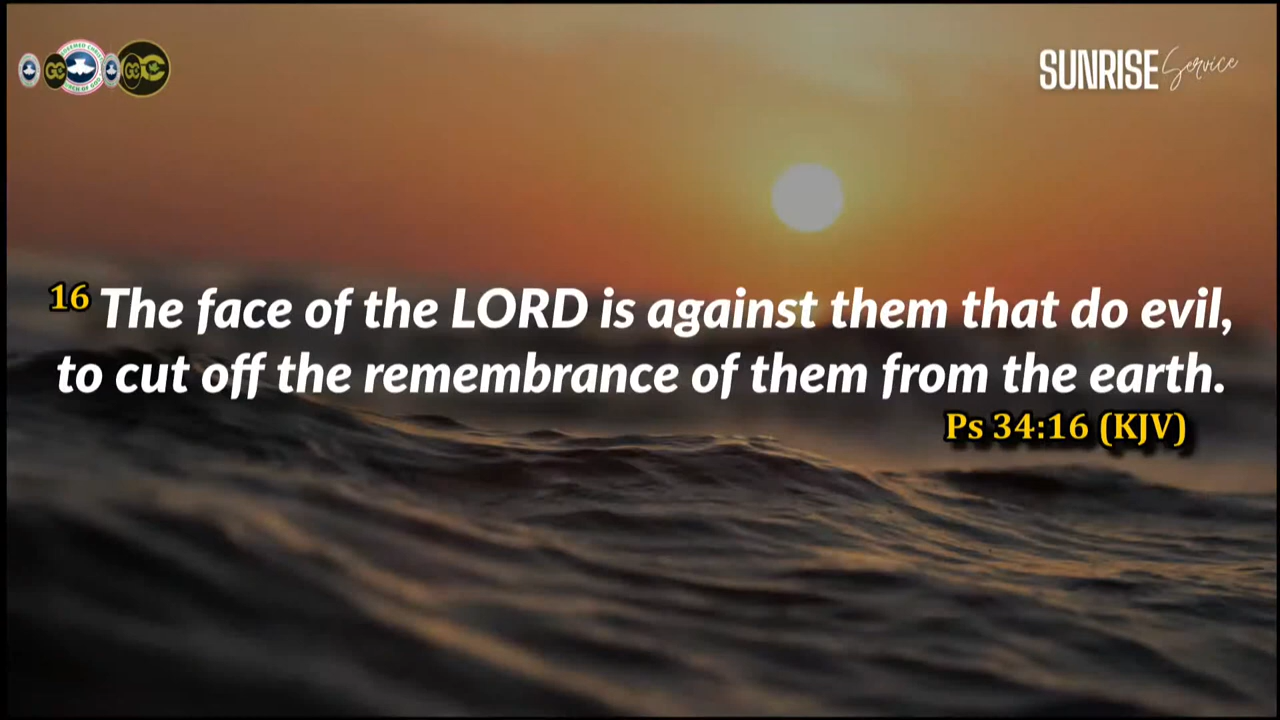 SUNRISE Service
16 The face of the LORD is against them that do evil,
to cut off the remembrance of them from the earth.
Ps 34:16 (KJV)